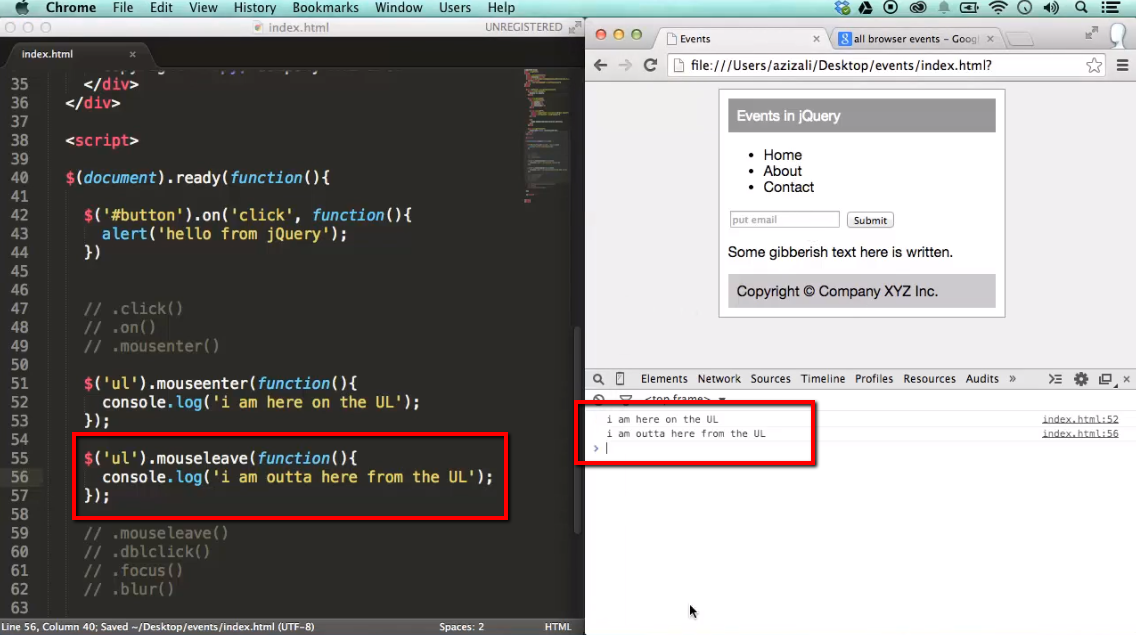 Chrome File Edit View History Bookmarks Window Users Help
index.html
UNREGISTERED
index.html
35 </div>
36 </div>
37
38 <script>
39
40 $(document).ready(function(){
41
42 $('#button').on('click', function(){
43 alert('hello from jQuery');
44 })
45
46
47 // .click()
48 // .on()
49 // .mousenter()
50
51 $('ul').mouseenter(function(){
52 console.log('i am here on the UL');
53 });
54
55 $('ul').mouseleave(function(){
56 console.log('i am outta here from the UL');
57 });
58
59 // .mouseleave()
60 // .dblclick()
61 // .focus()
62 // .blur()
63
Line 56, Column 40; Saved ~/Desktop/events/index.html (UTF-8) Spaces: 2 HTML
Events
all browser events - Goog
file:///Users/azizali/Desktop/events/index.html?
Events in jQuery
• Home
• About
• Contact
put email Submit
Some gibberish text here is written.
Copyright © Company XYZ Inc.
Elements Network Sources Timeline Profiles Resources Audits »
<top frame>
i am here on the UL index.html:52
i am outta here from the UL index.html:56
>